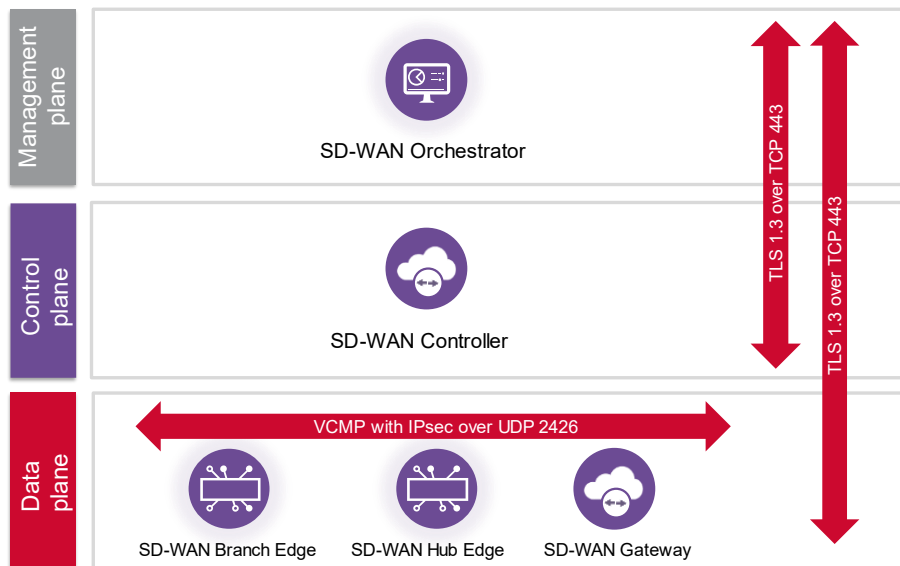 Management
plane
SD-WAN Orchestrator
TLS 1.3 over TCP 443
TLS 1.3 over TCP 443
Control
plane
SD-WAN Controller
Data
plane
VCMP with IPsec over UDP 2426
SD-WAN Branch Edge
SD-WAN Hub Edge
SD-WAN Gateway